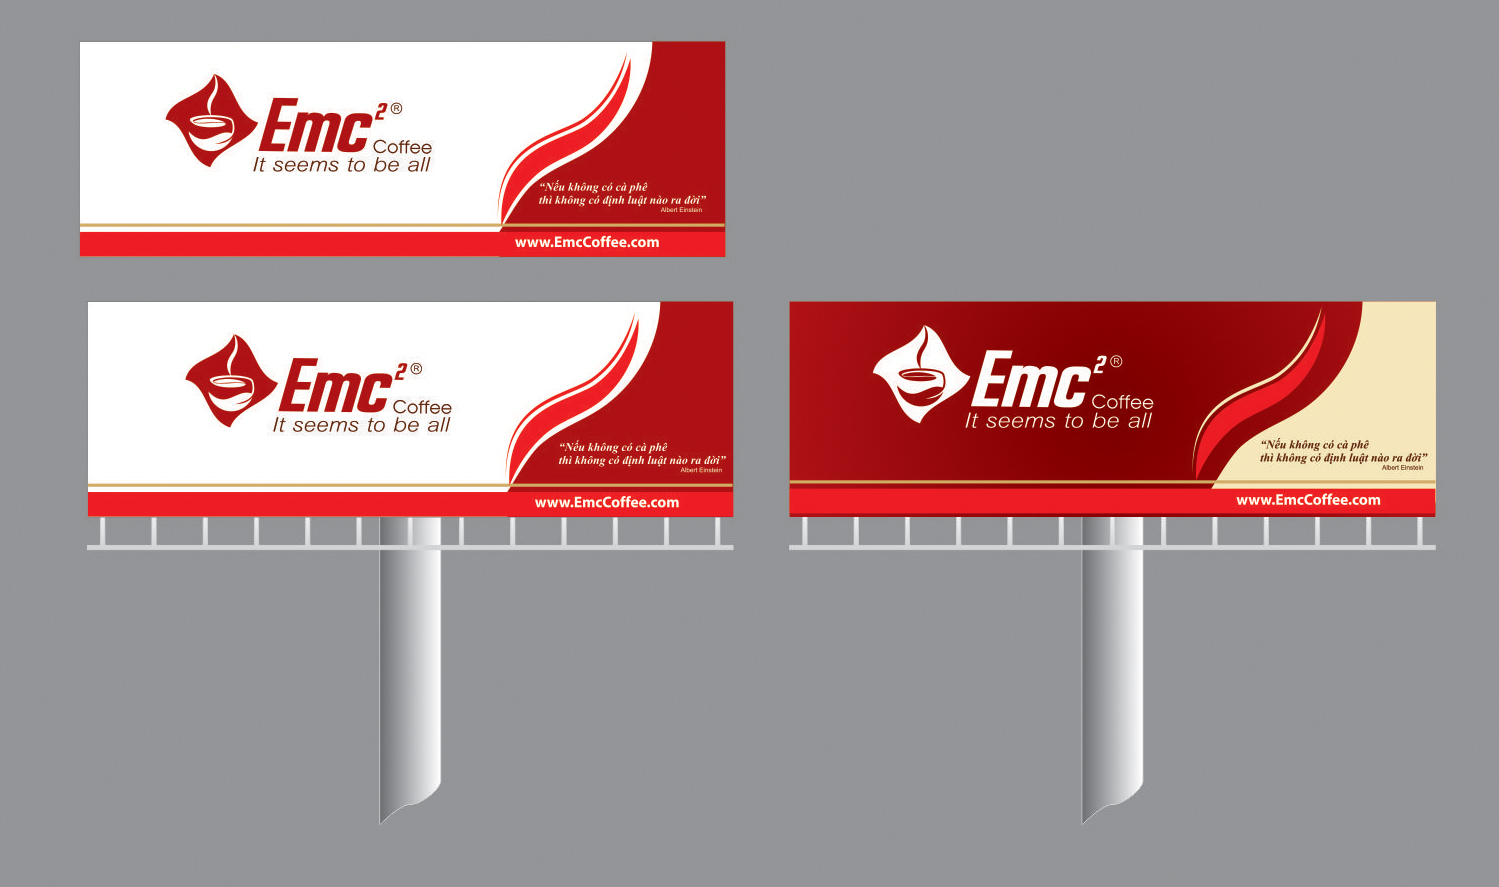 Emc²®
Coffee
It seems to be all
“Nếu không có cà phê
thì không có định luật nào ra đời”
Albert Einstein
www.EmcCoffee.com
Emc²®
Coffee
It seems to be all
“Nếu không có cà phê
thì không có định luật nào ra đời”
Albert Einstein
www.EmcCoffee.com
Emc²®
Coffee
It seems to be all
“Nếu không có cà phê
thì không có định luật nào ra đời”
Albert Einstein
www.EmcCoffee.com